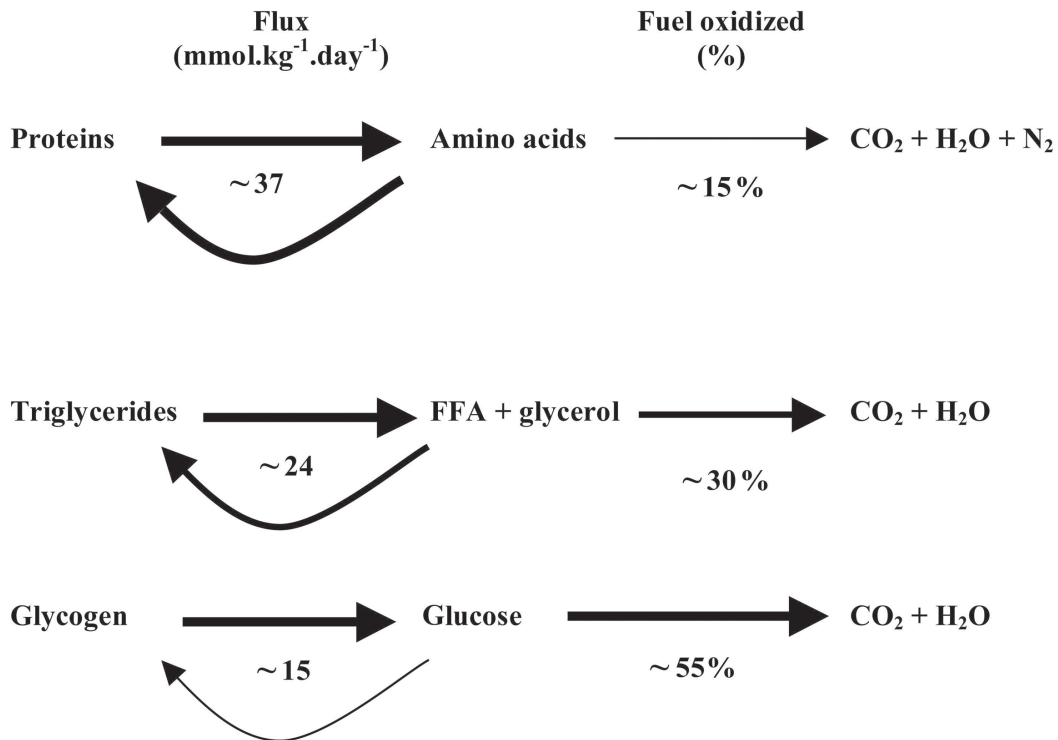 Flux Fuel oxidized
(mmol.kg⁻¹.day⁻¹) (%)
Proteins Amino acids CO₂ + H₂O + N₂
~37 ~15%
Triglycerides FFA + glycerol CO₂ + H₂O
~24 ~30%
Glycogen Glucose CO₂ + H₂O
~15 ~55%